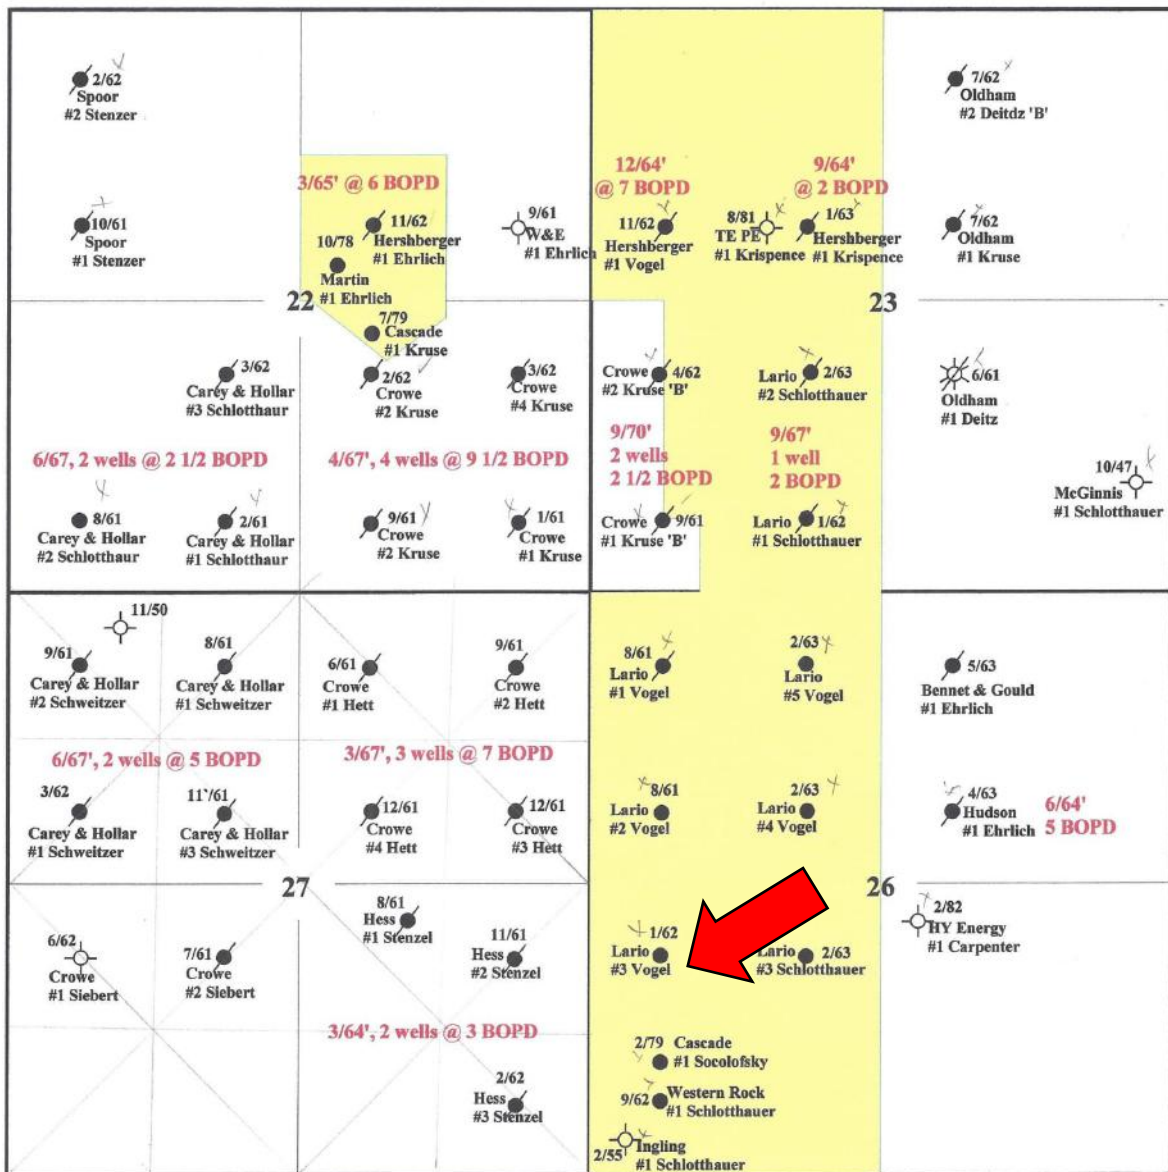 2/62
Spoor
#2 Stenzer
7/62
Oldham
#2 Deitdz 'B'
3/65' @ 6 BOPD
12/64'
@ 7 BOPD
9/64'
@ 2 BOPD
10/61
Spoor
#1 Stenzer
11/62
Hershberger
#1 Ehrlich
10/78
Martin
#1 Ehrlich
9/61
W&E
#1 Ehrlich
11/62
Hershberger
#1 Vogel
8/81
TE PE
#1 Krispence
1/63
Hershberger
#1 Krispence
7/62
Oldham
#1 Kruse
22
23
7/79
Cascade
#1 Kruse
3/62
Carey & Hollar
#3 Schlotthaur
2/62
Crowe
#2 Kruse
3/62
Crowe
#4 Kruse
Crowe 4/62
#2 Kruse 'B'
Lario 2/63
#2 Schlotthauer
6/61
Oldham
#1 Deitz
6/67, 2 wells @ 2 1/2 BOPD
4/67', 4 wells @ 9 1/2 BOPD
9/70'
2 wells
2 1/2 BOPD
9/67'
1 well
2 BOPD
10/47
McGinnis
#1 Schlotthauer
8/61
Carey & Hollar
#2 Schlotthaur
2/61
Carey & Hollar
#1 Schlotthaur
9/61
Crowe
#2 Kruse
1/61
Crowe
#1 Kruse
Crowe 9/61
#1 Kruse 'B'
Lario 1/62
#1 Schlotthauer
11/50
9/61
Carey & Hollar
#2 Schweitzer
8/61
Carey & Hollar
#1 Schweitzer
6/61
Crowe
#1 Hett
9/61
Crowe
#2 Hett
8/61
Lario
#1 Vogel
2/63
Lario
#5 Vogel
5/63
Bennet & Gould
#1 Ehrlich
6/67', 2 wells @ 5 BOPD
3/67', 3 wells @ 7 BOPD
3/62
Carey & Hollar
#1 Schweitzer
11`/61
Carey & Hollar
#3 Schweitzer
12/61
Crowe
#4 Hett
12/61
Crowe
#3 Hett
8/61
Lario
#2 Vogel
2/63
Lario
#4 Vogel
4/63
Hudson
#1 Ehrlich
6/64'
5 BOPD
27
26
6/62
Crowe
#1 Siebert
7/61
Crowe
#2 Siebert
8/61
Hess
#1 Stenzel
11/61
Hess
#2 Stenzel
1/62
Lario
#3 Vogel
Lario 2/63
#3 Schlotthauer
2/82
HY Energy
#1 Carpenter
3/64', 2 wells @ 3 BOPD
2/62
Hess
#3 Stenzel
2/79 Cascade
#1 Socolofsky
9/62 Western Rock
#1 Schlotthauer
2/55 Ingling
#1 Schlotthauer